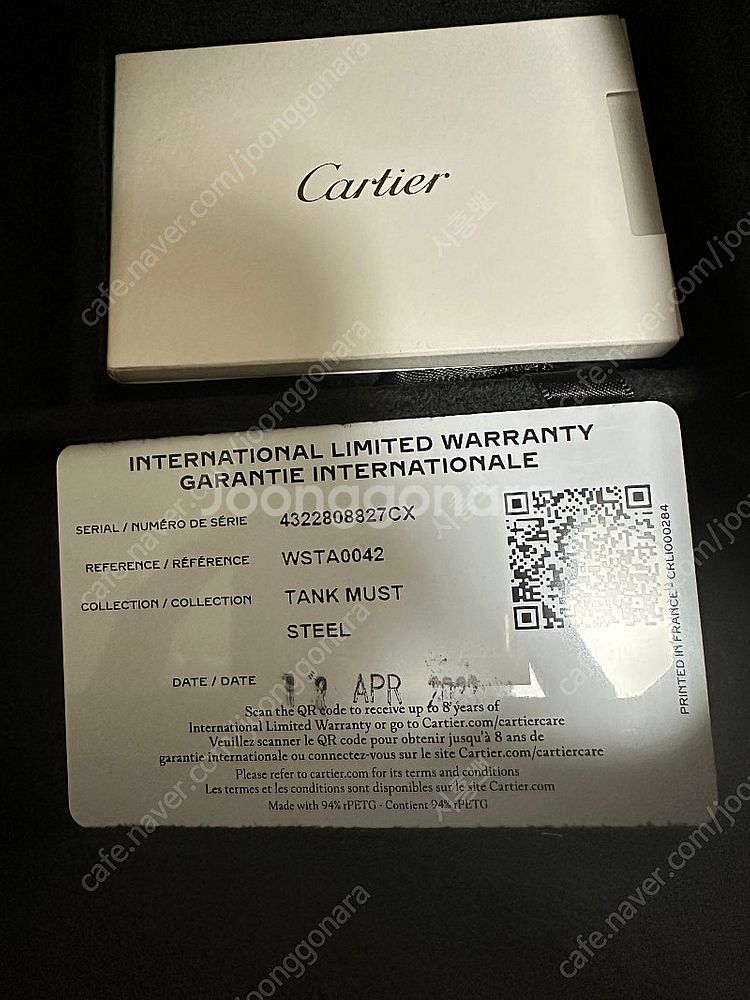 Cartier
INTERNATIONAL LIMITED WARRANTY
GARANTIE INTERNATIONALE
SERIAL / NUMÉRO DE SÉRIE 4322808827CX
REFERENCE / RÉFÉRENCE WSTA0042
COLLECTION / COLLECTION TANK MUST
STEEL
DATE / DATE APR
Scan the QR code to receive up to 8 years of
International Limited Warranty or go to Cartier.com/cartiercare
Veuillez scanner le QR code pour obtenir jusqu'à 8 ans de
garantie internationale ou connectez-vous sur le site Cartier.com/cartiercare
Please refer to cartier.com for its terms and conditions
Les termes et les conditions sont disponibles sur le site Cartier.com
Made with 94% rPETG - Contient 94% rPETG
PRINTED IN FRANCE - CRLI000284
Joonggonara
cafe.naver.com/joonggonara
시흥뽀